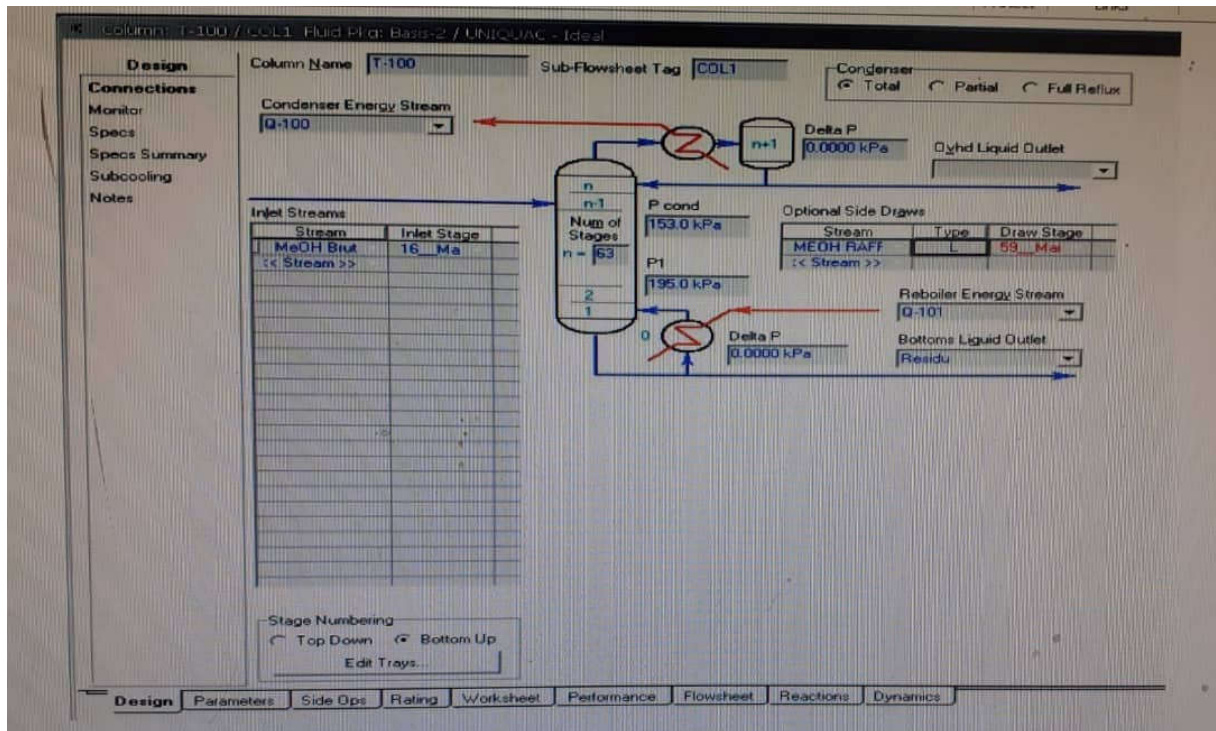 Column: T-100 / COL1 Fluid Pkg: Basis-2 / UNIQUAC - Ideal
Design
Connections
Monitor
Specs
Specs Summary
Subcooling
Notes
Column Name T-100
Sub-Flowsheet Tag COL1
Condenser
Total Partial Full Reflux
Condenser Energy Stream
Q-100
n+1
Delta P
0.0000 kPa
Ovhd Liquid Outlet
Inlet Streams
Stream Inlet Stage
MeOH Brut 16__Ma
<< Stream >>
n
n-1
Num of
Stages
n = 63
2
1
P cond
153.0 kPa
P1
195.0 kPa
Optional Side Draws
Stream Type Draw Stage
MEOH RAFF L 59__Mai
<< Stream >>
Reboiler Energy Stream
Q-101
0
Delta P
0.0000 kPa
Bottoms Liquid Outlet
Residu
Stage Numbering
Top Down Bottom Up
Edit Trays...
Design Parameters Side Ops Rating Worksheet Performance Flowsheet Reactions Dynamics